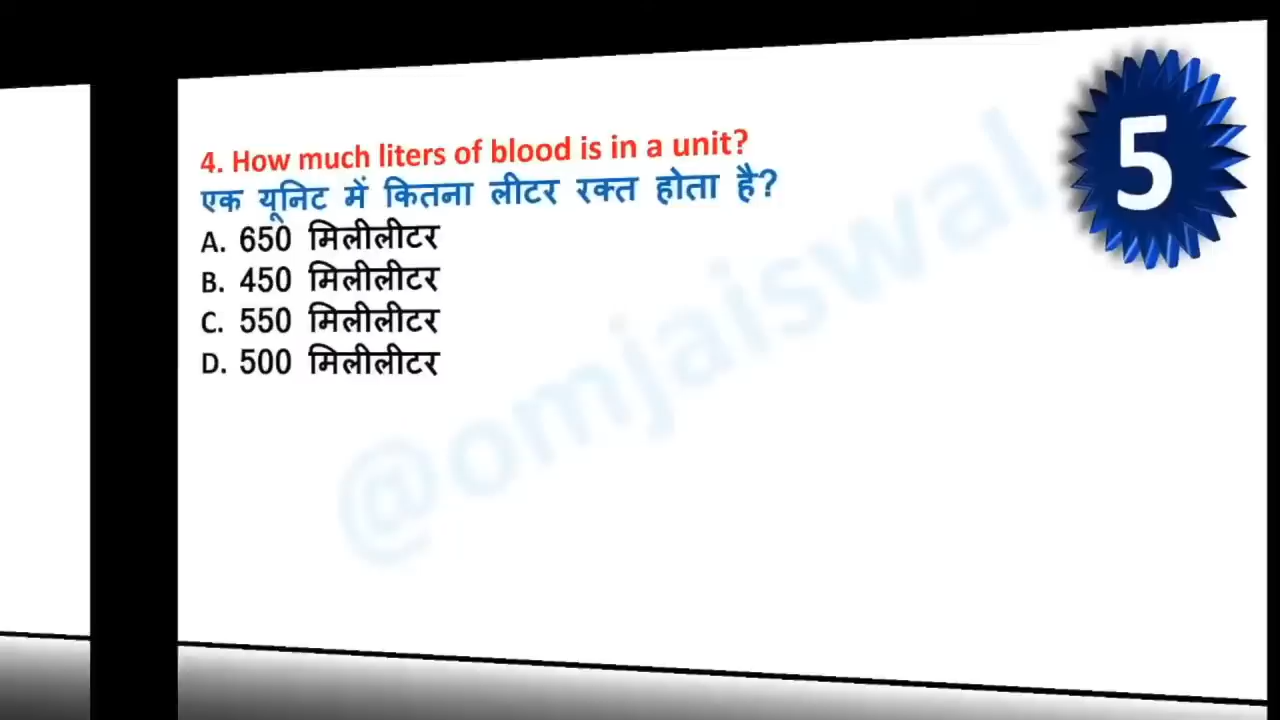 5
4. How much liters of blood is in a unit?
एक यूनिट में कितना लीटर रक्त होता है?
A. 650 मिलीलीटर
B. 450 मिलीलीटर
C. 550 मिलीलीटर
D. 500 मिलीलीटर
@omjaiswal